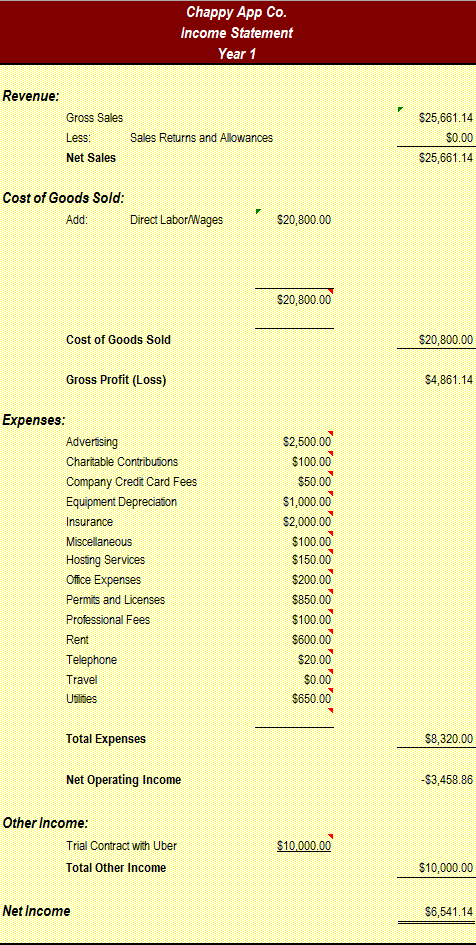 Chappy App Co.
Income Statement
Year 1
Revenue:
Gross Sales $25,661.14
Less: Sales Returns and Allowances $0.00
Net Sales $25,661.14
Cost of Goods Sold:
Add: Direct Labor/Wages $20,800.00
$20,800.00
Cost of Goods Sold $20,800.00
Gross Profit (Loss) $4,861.14
Expenses:
Advertising $2,500.00
Charitable Contributions $100.00
Company Credit Card Fees $50.00
Equipment Depreciation $1,000.00
Insurance $2,000.00
Miscellaneous $100.00
Hosting Services $150.00
Office Expenses $200.00
Permits and Licenses $850.00
Professional Fees $100.00
Rent $600.00
Telephone $20.00
Travel $0.00
Utilities $650.00
Total Expenses $8,320.00
Net Operating Income -$3,458.86
Other Income:
Trial Contract with Uber $10,000.00
Total Other Income $10,000.00
Net Income $6,541.14